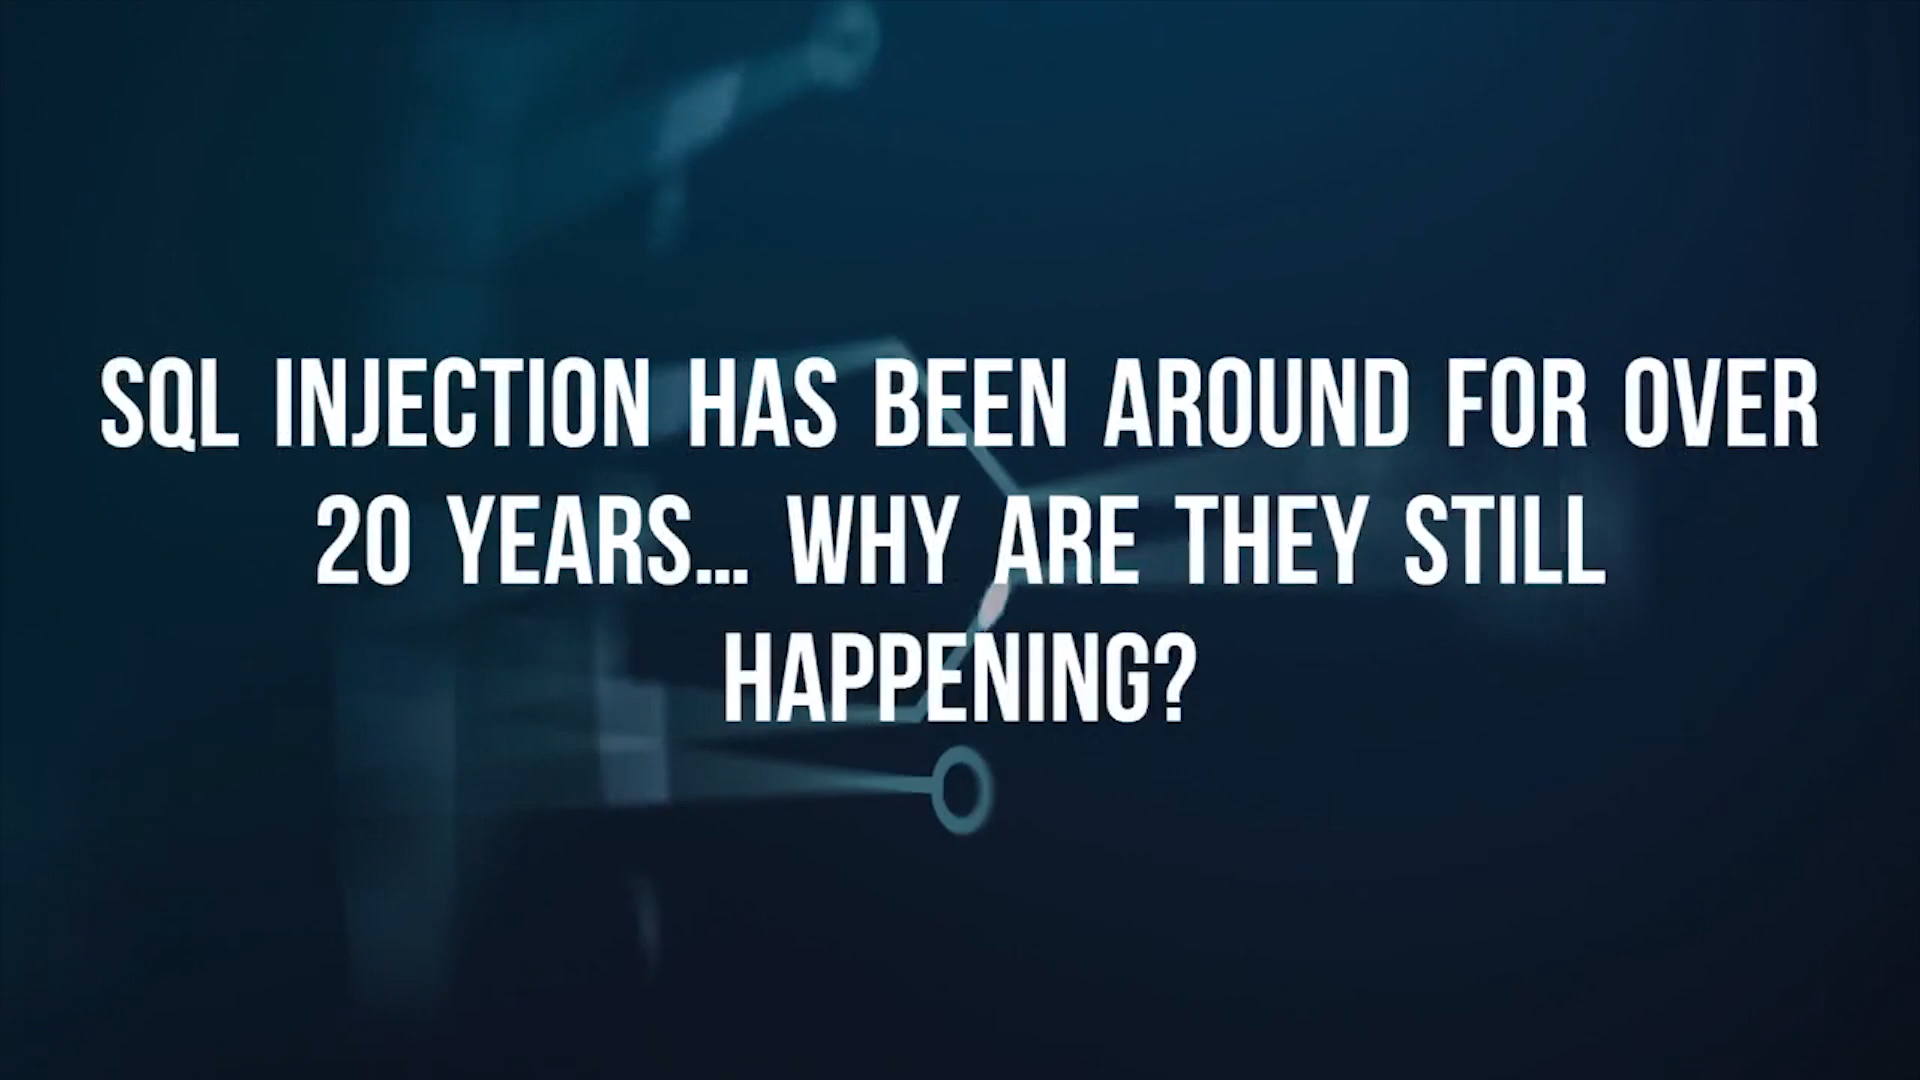 SQL INJECTION HAS BEEN AROUND FOR OVER
20 YEARS... WHY ARE THEY STILL
HAPPENING?